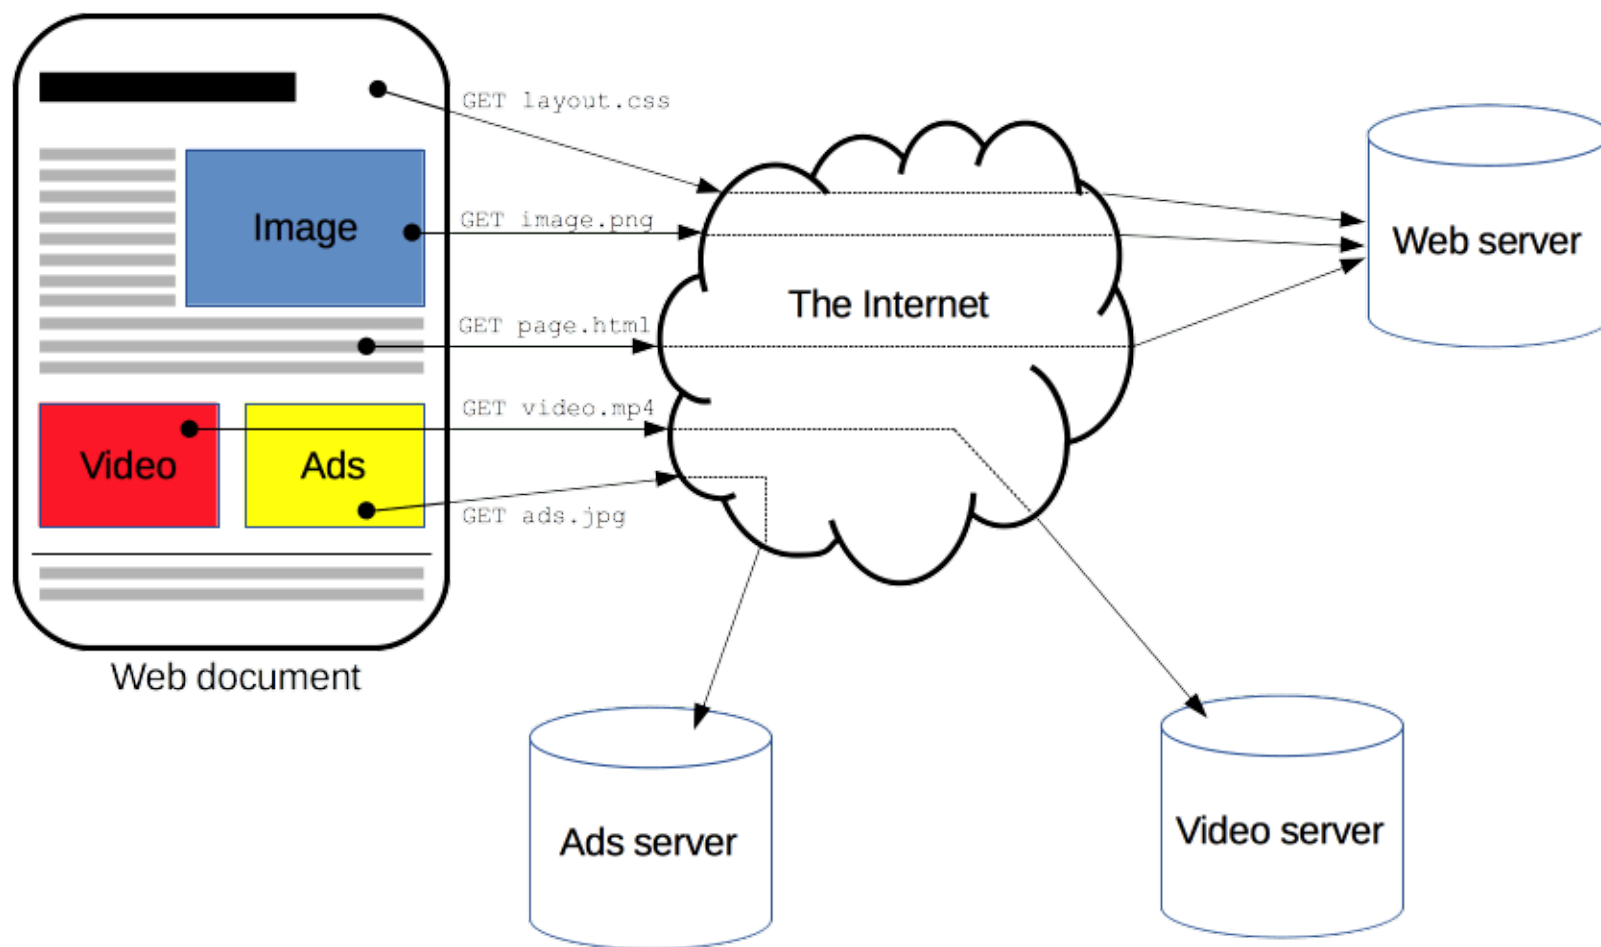 GET layout.css
Image
GET image.png
Web server
The Internet
GET page.html
GET video.mp4
Video
Ads
GET ads.jpg
Web document
Ads server
Video server